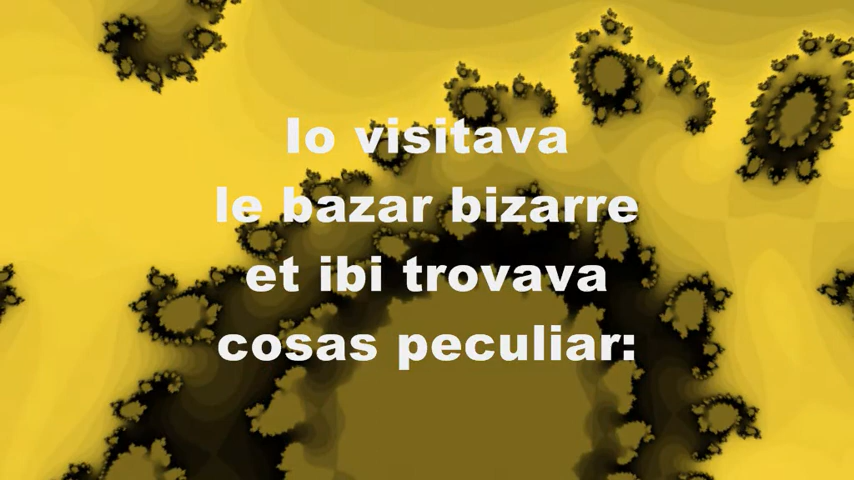 Io visitava
le bazar bizarre
et ibi trovava
cosas peculiar: